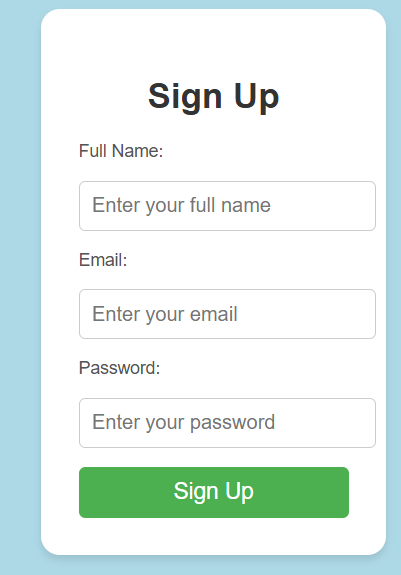 Sign Up
Full Name:
Enter your full name
Email:
Enter your email
Password:
Enter your password
Sign Up